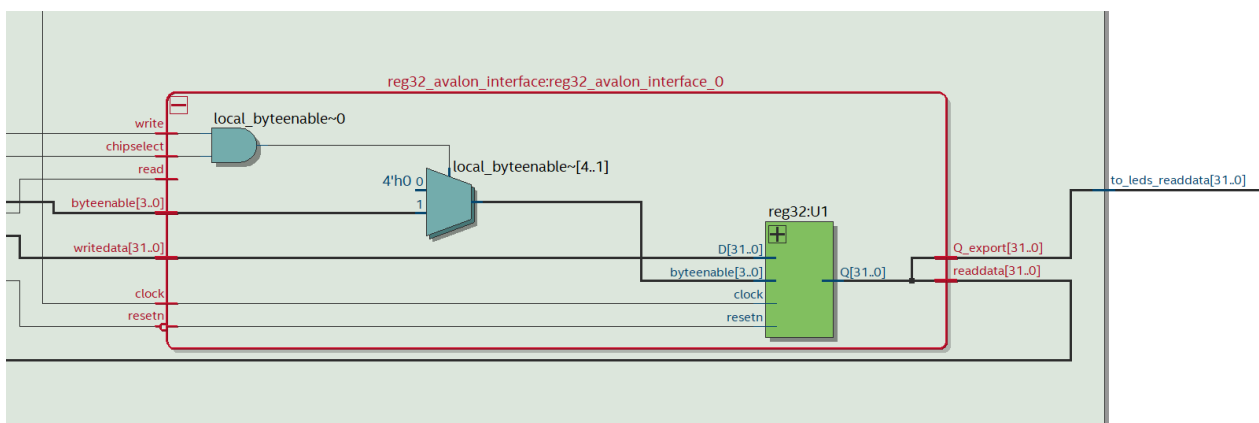 reg32_avalon_interface:reg32_avalon_interface_0
write
local_byteenable~0
chipselect
read
local_byteenable~[4..1]
4'h0 0
1
byteenable[3..0]
to_leds_readdata[31..0]
reg32:U1
writedata[31..0]
D[31..0]
Q_export[31..0]
byteenable[3..0]
Q[31..0]
readdata[31..0]
clock
clock
resetn
resetn